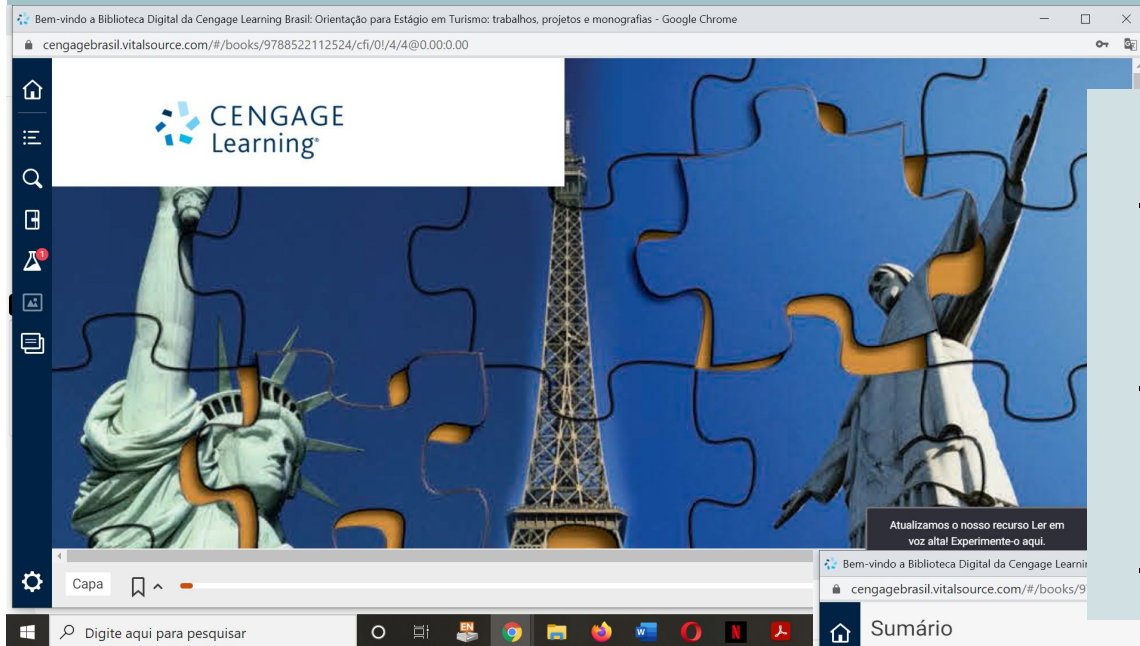 Bem-vindo a Biblioteca Digital da Cengage Learning Brasil: Orientação para Estágio em Turismo: trabalhos, projetos e monografias - Google Chrome
cengagebrasil.vitalsource.com/#/books/9788522112524/cfi/0!/4/4@0.00:0.00
CENGAGE
Learning®
1
Atualizamos o nosso recurso Ler em
voz alta! Experimente-o aqui.
Capa
Bem-vindo a Biblioteca Digital da Cengage Learni
cengagebrasil.vitalsource.com/#/books/9
Sumário
Digite aqui para pesquisar
EN
W
N